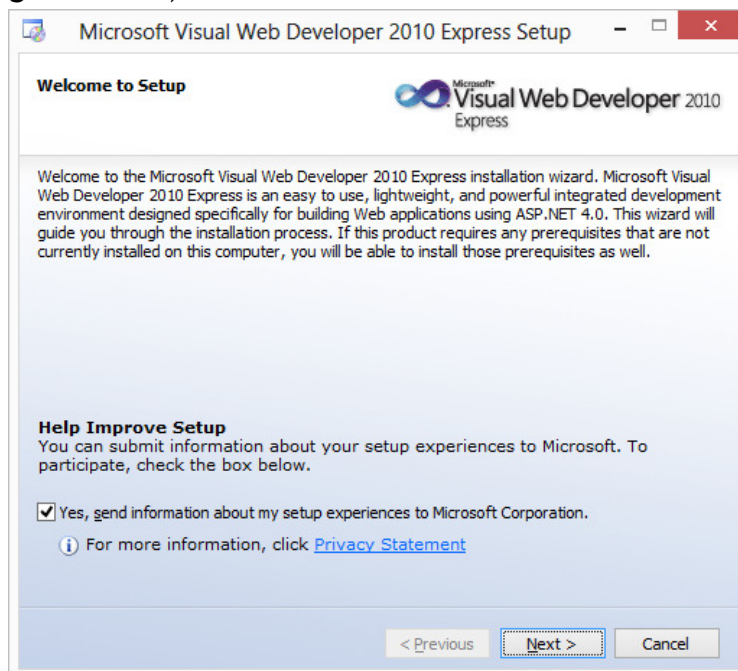 Microsoft Visual Web Developer 2010 Express Setup
Welcome to Setup
Microsoft®
Visual Web Developer 2010
Express
Welcome to the Microsoft Visual Web Developer 2010 Express installation wizard. Microsoft Visual
Web Developer 2010 Express is an easy to use, lightweight, and powerful integrated development
environment designed specifically for building Web applications using ASP.NET 4.0. This wizard will
guide you through the installation process. If this product requires any prerequisites that are not
currently installed on this computer, you will be able to install those prerequisites as well.
Help Improve Setup
You can submit information about your setup experiences to Microsoft. To
participate, check the box below.
Yes, send information about my setup experiences to Microsoft Corporation.
For more information, click Privacy Statement
< Previous Next > Cancel